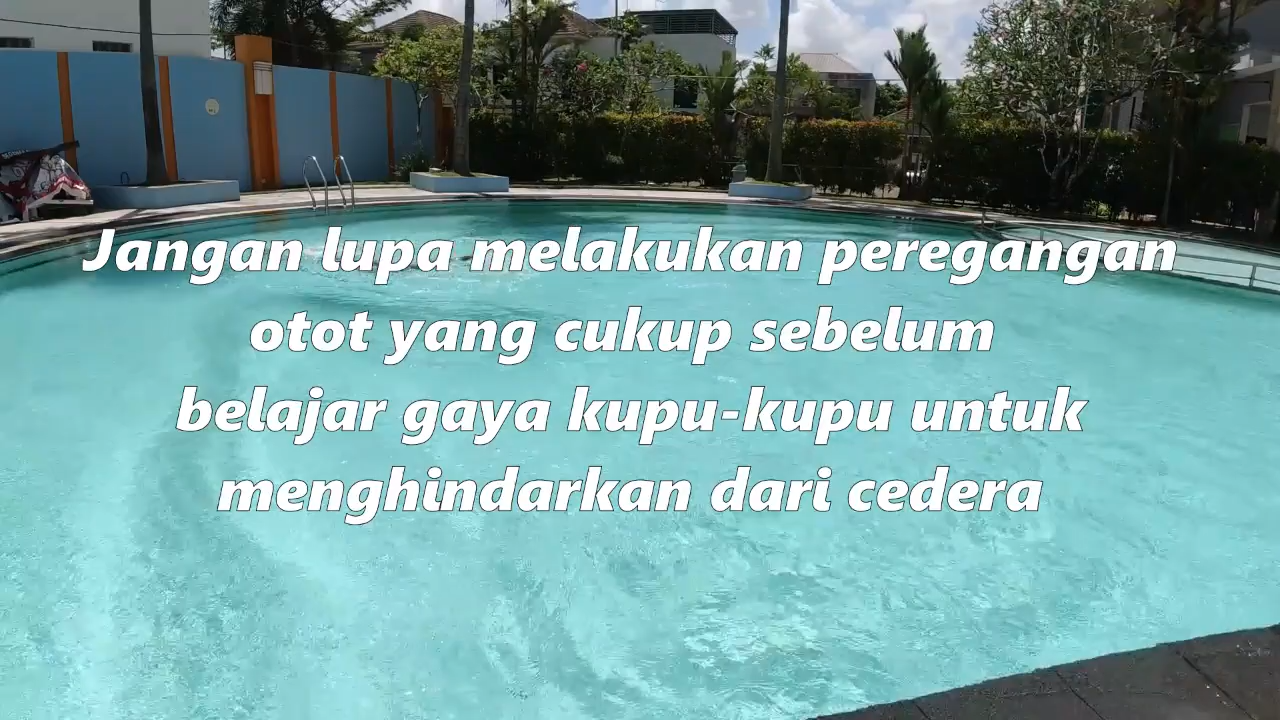 Jangan lupa melakukan peregangan
otot yang cukup sebelum
belajar gaya kupu-kupu untuk
menghindarkan dari cedera